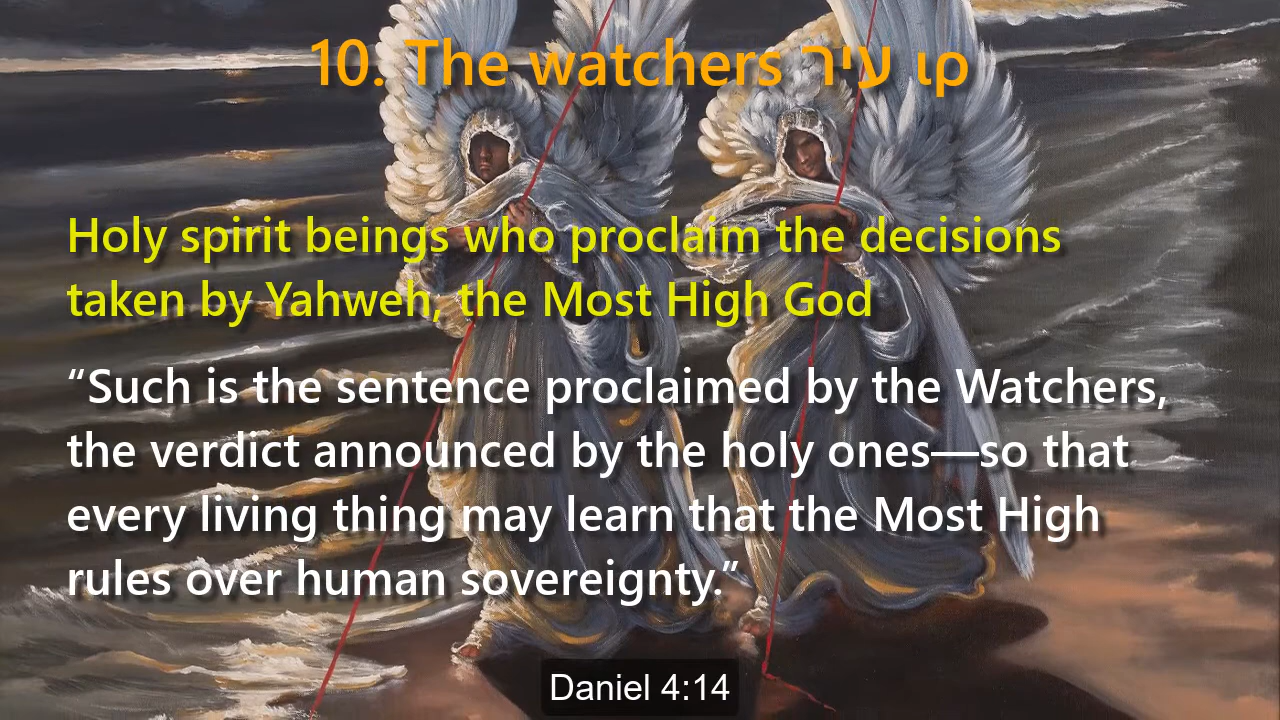 10. The watchers עיר ιρ
Holy spirit beings who proclaim the decisions
taken by Yahweh, the Most High God
“Such is the sentence proclaimed by the Watchers,
the verdict announced by the holy ones—so that
every living thing may learn that the Most High
rules over human sovereignty.”
Daniel 4:14